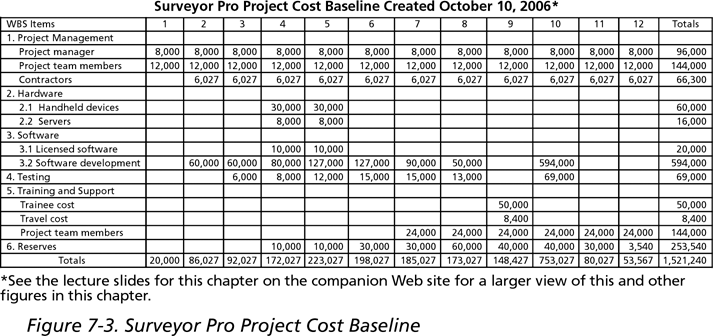 Surveyor Pro Project Cost Baseline Created October 10, 2006*
WBS Items 1 2 3 4 5 6 7 8 9 10 11 12 Totals
1. Project Management
Project manager 8,000 8,000 8,000 8,000 8,000 8,000 8,000 8,000 8,000 8,000 8,000 8,000 96,000
Project team members 12,000 12,000 12,000 12,000 12,000 12,000 12,000 12,000 12,000 12,000 12,000 12,000 144,000
Contractors 6,027 6,027 6,027 6,027 6,027 6,027 6,027 6,027 6,027 6,027 6,027 66,300
2. Hardware
2.1 Handheld devices 30,000 30,000 60,000
2.2 Servers 8,000 8,000 16,000
3. Software
3.1 Licensed software 10,000 10,000 20,000
3.2 Software development 60,000 60,000 80,000 127,000 127,000 90,000 50,000 594,000 594,000
4. Testing 6,000 8,000 12,000 15,000 15,000 13,000 69,000 69,000
5. Training and Support
Trainee cost 50,000 50,000
Travel cost 8,400 8,400
Project team members 24,000 24,000 24,000 24,000 24,000 24,000 144,000
6. Reserves 10,000 10,000 30,000 30,000 60,000 40,000 40,000 30,000 3,540 253,540
Totals 20,000 86,027 92,027 172,027 223,027 198,027 185,027 173,027 148,427 753,027 80,027 53,567 1,521,240
*See the lecture slides for this chapter on the companion Web site for a larger view of this and other
figures in this chapter.
Figure 7-3. Surveyor Pro Project Cost Baseline